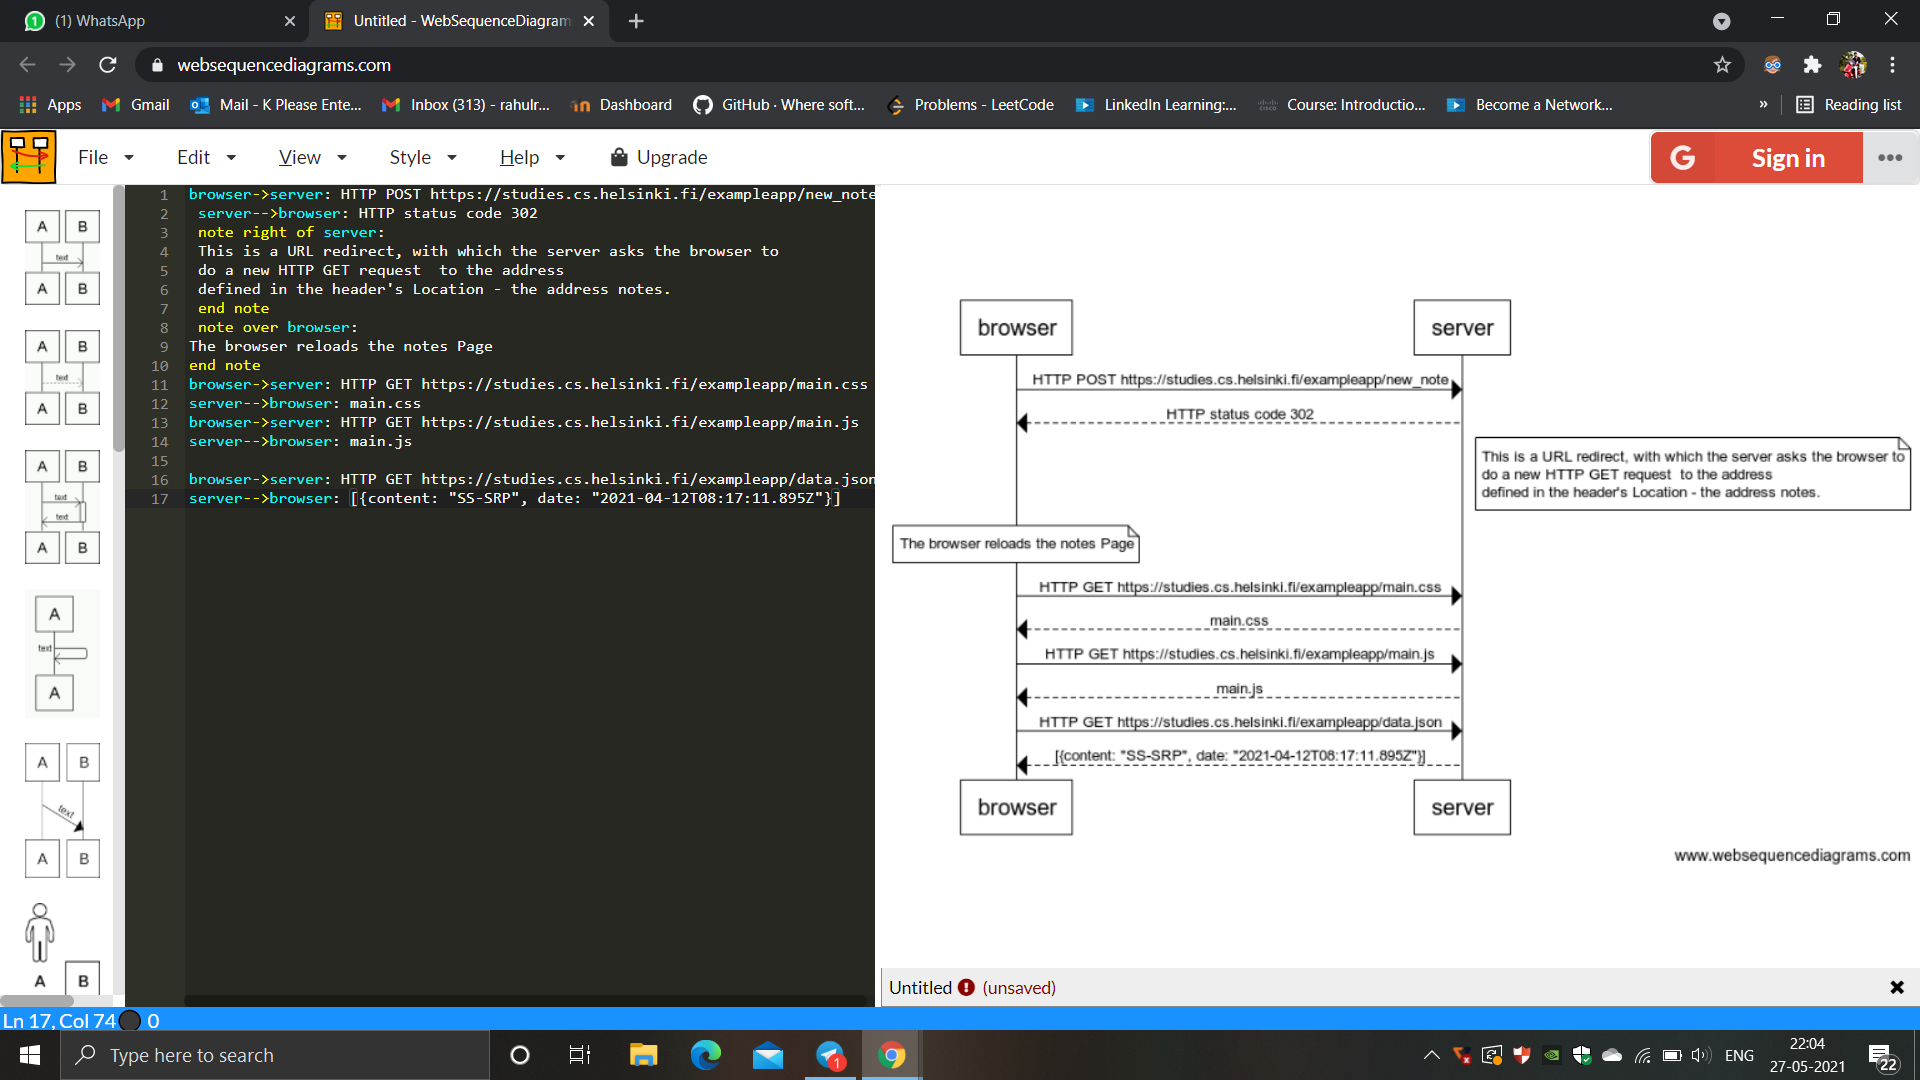 (1) WhatsApp
Untitled - WebSequenceDiagram
websequencediagrams.com
Apps
Gmail
Mail - K Please Ente...
Inbox (313) - rahulr...
Dashboard
GitHub · Where soft...
Problems - LeetCode
LinkedIn Learning:...
Course: Introductio...
Become a Network...
»
Reading list
File
Edit
View
Style
Help
Upgrade
G
Sign in
A B
text
A B
A B
text
A B
A B
text
text
A B
A
text
A
A B
text
A B
A B
1 browser->server: HTTP POST https://studies.cs.helsinki.fi/exampleapp/new_note
2 server-->browser: HTTP status code 302
3 note right of server:
4 This is a URL redirect, with which the server asks the browser to
5 do a new HTTP GET request  to the address
6 defined in the header's Location - the address notes.
7 end note
8 note over browser:
9 The browser reloads the notes Page
10 end note
11 browser->server: HTTP GET https://studies.cs.helsinki.fi/exampleapp/main.css
12 server-->browser: main.css
13 browser->server: HTTP GET https://studies.cs.helsinki.fi/exampleapp/main.js
14 server-->browser: main.js
15
16 browser->server: HTTP GET https://studies.cs.helsinki.fi/exampleapp/data.json
17 server-->browser: [{content: "SS-SRP", date: "2021-04-12T08:17:11.895Z"}]
browser
server
HTTP POST https://studies.cs.helsinki.fi/exampleapp/new_note
HTTP status code 302
This is a URL redirect, with which the server asks the browser to
do a new HTTP GET request  to the address
defined in the header's Location - the address notes.
The browser reloads the notes Page
HTTP GET https://studies.cs.helsinki.fi/exampleapp/main.css
main.css
HTTP GET https://studies.cs.helsinki.fi/exampleapp/main.js
main.js
HTTP GET https://studies.cs.helsinki.fi/exampleapp/data.json
[{content: "SS-SRP", date: "2021-04-12T08:17:11.895Z"}]
browser
server
www.websequencediagrams.com
Untitled
(unsaved)
Ln 17, Col 74
0
Type here to search
1
ENG
22:04
27-05-2021
22